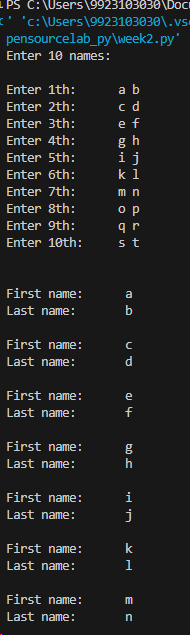 PS C:\Users\9923103030\Docum
c' 'c:\Users\9923103030\.vsc
pensourcelab_py\week2.py'
Enter 10 names:
Enter 1th: a b
Enter 2th: c d
Enter 3th: e f
Enter 4th: g h
Enter 5th: i j
Enter 6th: k l
Enter 7th: m n
Enter 8th: o p
Enter 9th: q r
Enter 10th: s t
First name: a
Last name: b
First name: c
Last name: d
First name: e
Last name: f
First name: g
Last name: h
First name: i
Last name: j
First name: k
Last name: l
First name: m
Last name: n